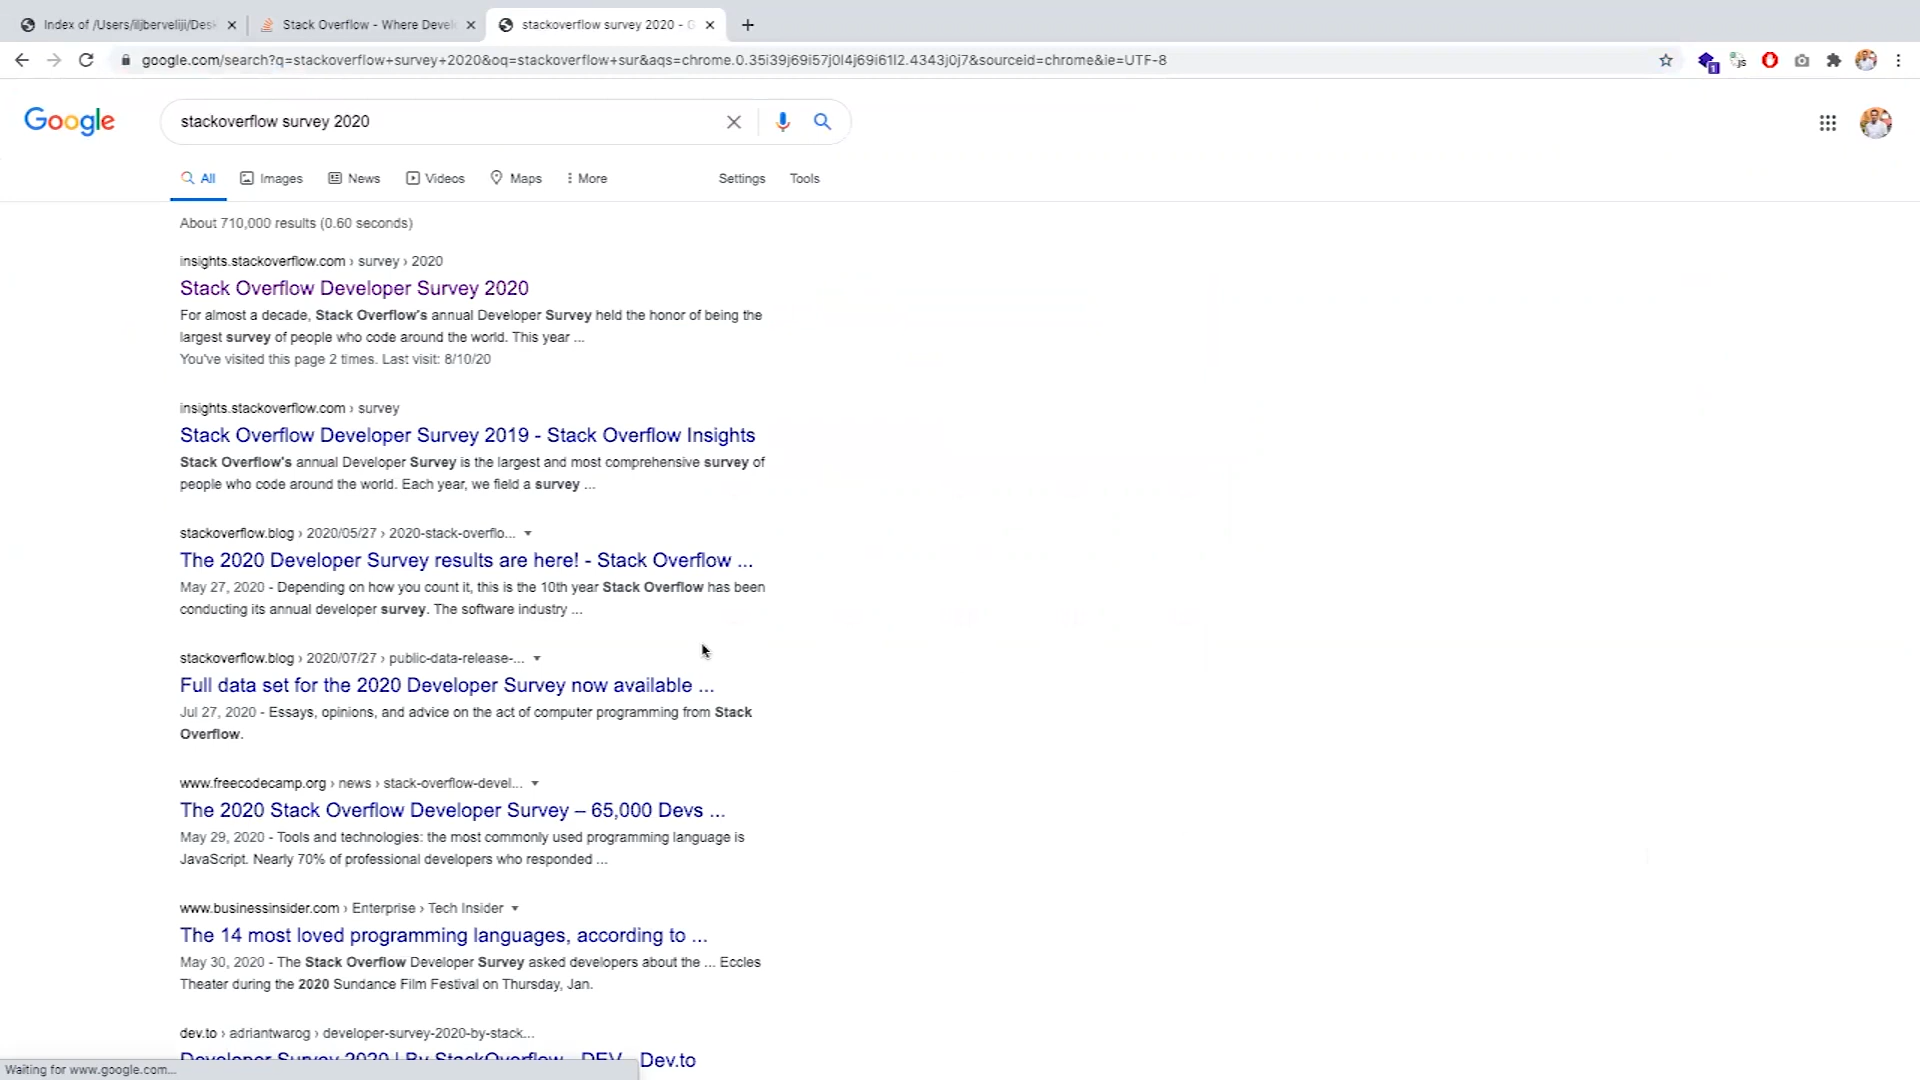 Index of /Users/iljberveliji/Des
Stack Overflow - Where Devel
stackoverflow survey 2020 - G
google.com/search?q=stackoverflow+survey+2020&oq=stackoverflow+sur&aqs=chrome.0.35i39j69i57j0l4j69i61l2.4343j0j7&sourceid=chrome&ie=UTF-8
1
js
Google
stackoverflow survey 2020
All Images News Videos Maps More Settings Tools
About 710,000 results (0.60 seconds)
insights.stackoverflow.com › survey › 2020
Stack Overflow Developer Survey 2020
For almost a decade, Stack Overflow's annual Developer Survey held the honor of being the
largest survey of people who code around the world. This year ...
You've visited this page 2 times. Last visit: 8/10/20
insights.stackoverflow.com › survey
Stack Overflow Developer Survey 2019 - Stack Overflow Insights
Stack Overflow's annual Developer Survey is the largest and most comprehensive survey of
people who code around the world. Each year, we field a survey ...
stackoverflow.blog › 2020/05/27 › 2020-stack-overflo...
The 2020 Developer Survey results are here! - Stack Overflow ...
May 27, 2020 - Depending on how you count it, this is the 10th year Stack Overflow has been
conducting its annual developer survey. The software industry ...
stackoverflow.blog › 2020/07/27 › public-data-release-...
Full data set for the 2020 Developer Survey now available ...
Jul 27, 2020 - Essays, opinions, and advice on the act of computer programming from Stack
Overflow.
www.freecodecamp.org › news › stack-overflow-devel...
The 2020 Stack Overflow Developer Survey – 65,000 Devs ...
May 29, 2020 - Tools and technologies: the most commonly used programming language is
JavaScript. Nearly 70% of professional developers who responded ...
www.businessinsider.com › Enterprise › Tech Insider
The 14 most loved programming languages, according to ...
May 30, 2020 - The Stack Overflow Developer Survey asked developers about the ... Eccles
Theater during the 2020 Sundance Film Festival on Thursday, Jan.
dev.to › adriantwarog › developer-survey-2020-by-stack...
Developer Survey 2020 | By StackOverflow - DEV - Dev.to
Waiting for www.google.com...